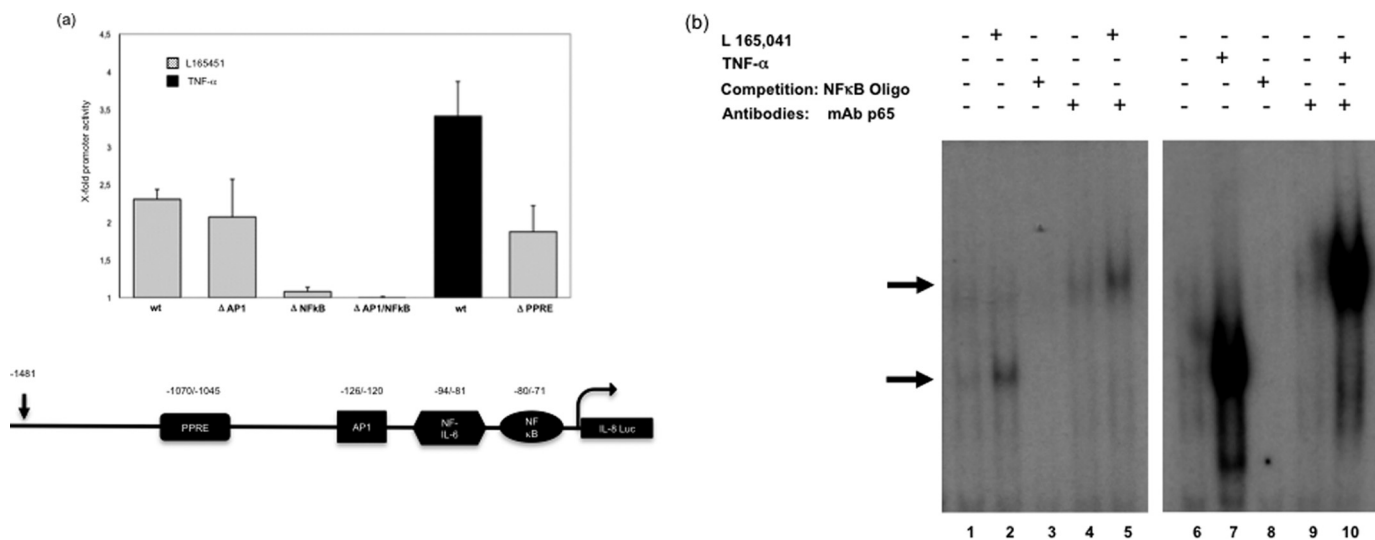 (a)
4,5
4
3,5
3
2,5
2
1,5
1
X-fold promoter activity
L165451
TNF-α
wt
Δ AP1
Δ NFkB
Δ AP1/NFkB
wt
Δ PPRE
-1481
-1070/-1045
-126/-120
-94/-81
-80/-71
PPRE
AP1
NF-
IL-6
NF
κB
IL-8 Luc
(b)
L 165,041 - + - - + - - - - -
TNF-α - - - - - - + - - +
Competition: NFκB Oligo - - + - - - - + - -
Antibodies: mAb p65 - - - + + - - - + +
1 2 3 4 5 6 7 8 9 10